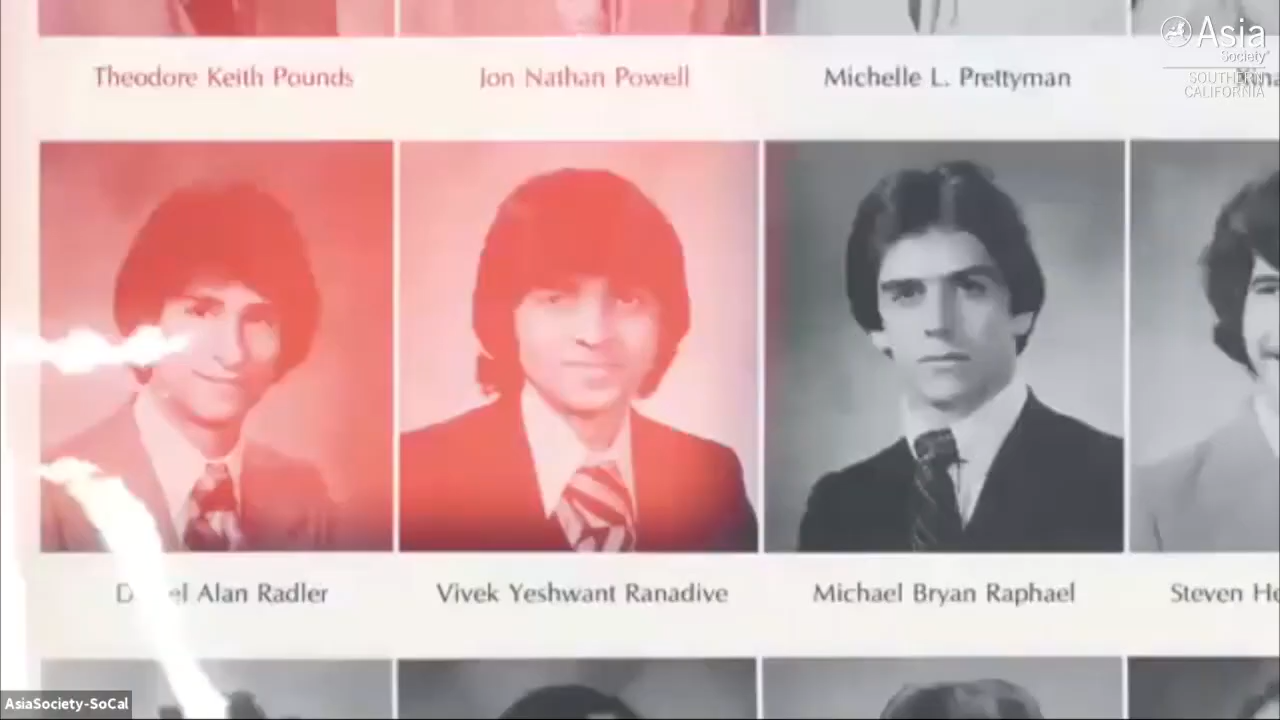 Asia
Society
SOUTHERN
CALIFORNIA
Theodore Keith Pounds
Jon Nathan Powell
Michelle L. Prettyman
Alan Radler
Vivek Yeshwant Ranadive
Michael Bryan Raphael
Steven
AsiaSociety-SoCal